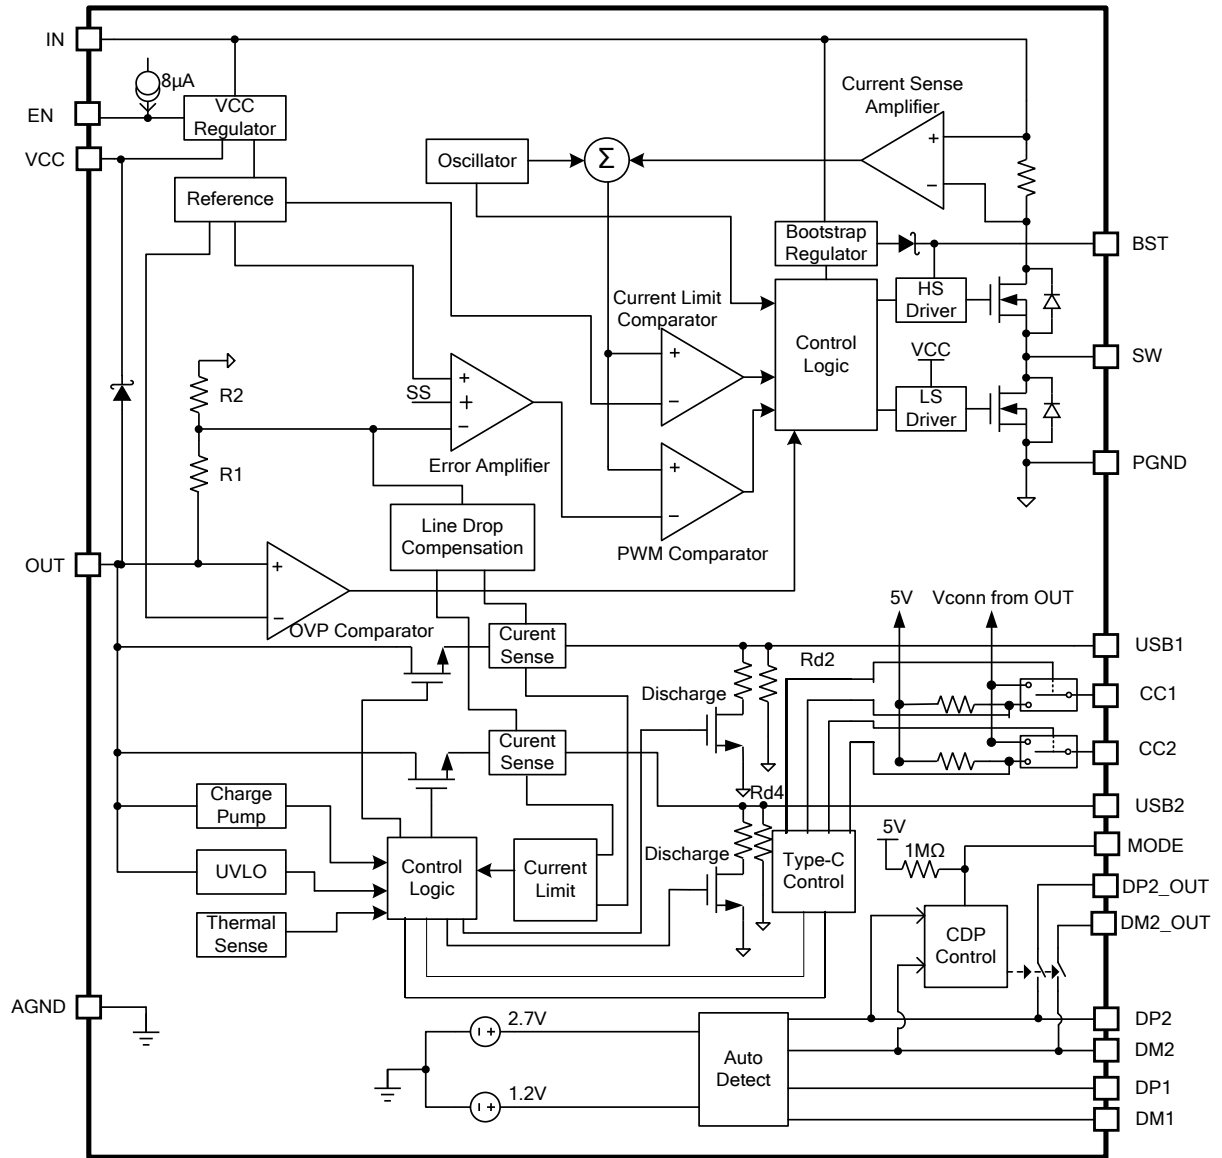 IN
8µA
Current Sense
Amplifier
EN
VCC
Regulator
VCC
Oscillator
Σ
+
−
Reference
Bootstrap
Regulator
BST
HS
Driver
Current Limit
Comparator
+
−
Control
Logic
SW
VCC
LS
Driver
R2
SS
+
+
−
Error Amplifier
R1
PGND
+
−
PWM Comparator
Line Drop
Compensation
OUT
+
−
OVP Comparator
5V
Vconn from OUT
Curent
Sense
USB1
Rd2
Discharge
CC1
Curent
Sense
CC2
Rd4
USB2
Charge
Pump
5V
1MΩ
MODE
UVLO
Control
Logic
Current
Limit
Discharge
Type-C
Control
DP2_OUT
DM2_OUT
Thermal
Sense
CDP
Control
AGND
2.7V
DP2
Auto
Detect
DM2
1.2V
DP1
DM1